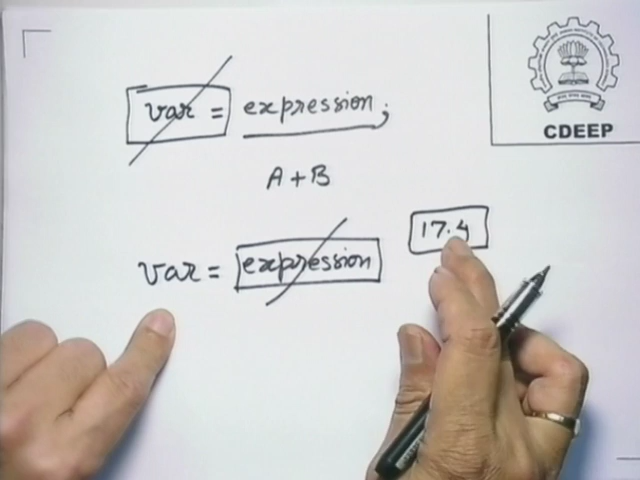 var = expression;
CDEEP
A + B
17.4
var = expression